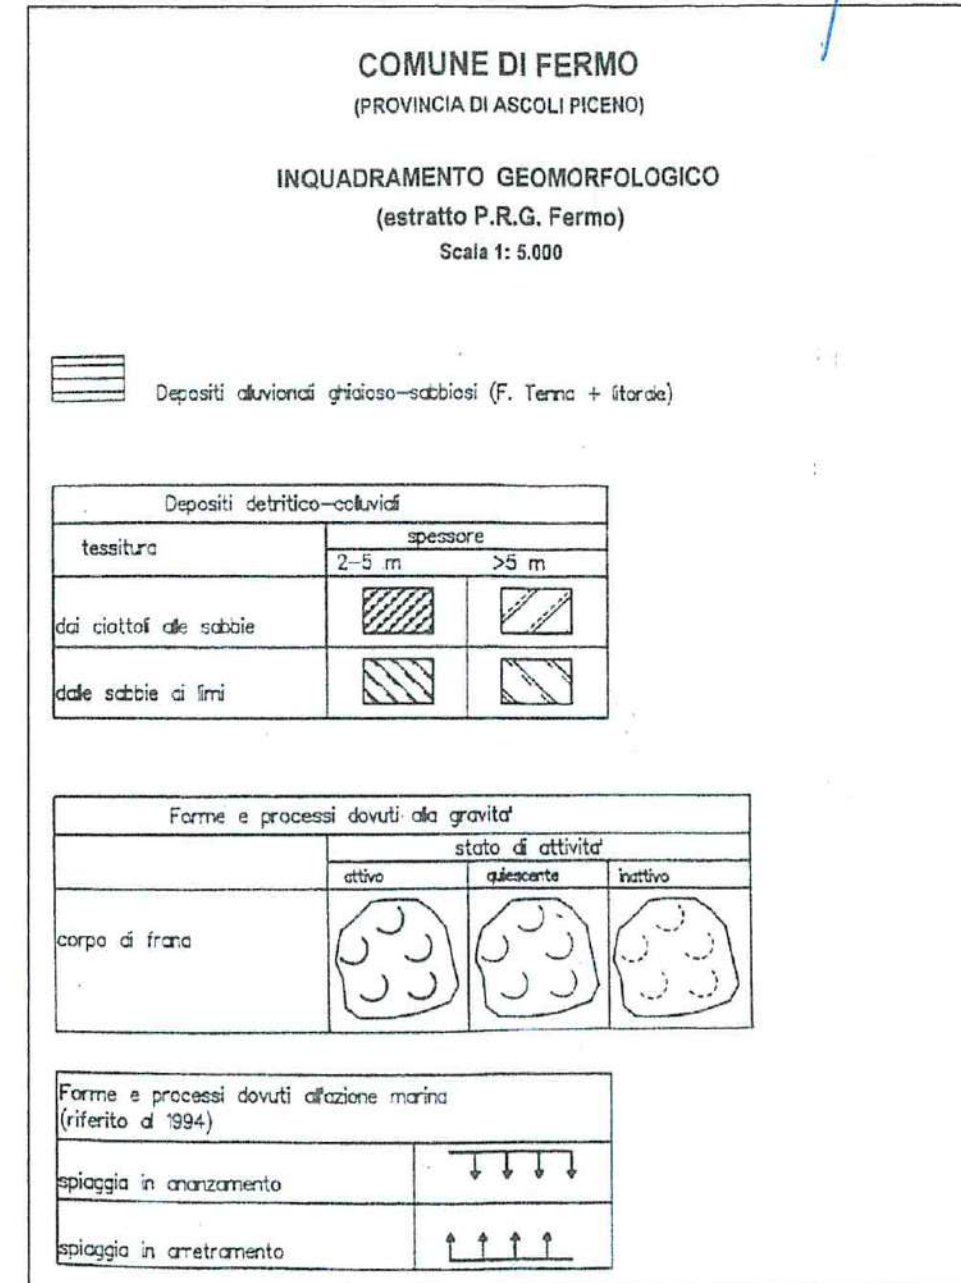 COMUNE DI FERMO
(PROVINCIA DI ASCOLI PICENO)
INQUADRAMENTO GEOMORFOLOGICO
(estratto P.R.G. Fermo)
Scala 1: 5.000
Depositi alluvionali ghiaioso-sabbiosi (F. Tenna + litorale)
Depositi detritico-colluviali
tessitura
spessore
2-5 m >5 m
dai ciottoli alle sabbie
dalle sabbie ai limi
Forme e processi dovuti alla gravita'
stato di attivita'
attivo quiescente inattivo
corpo di frana
Forme e processi dovuti all'azione marina
(riferito al 1994)
spiaggia in avanzamento
spiaggia in arretramento